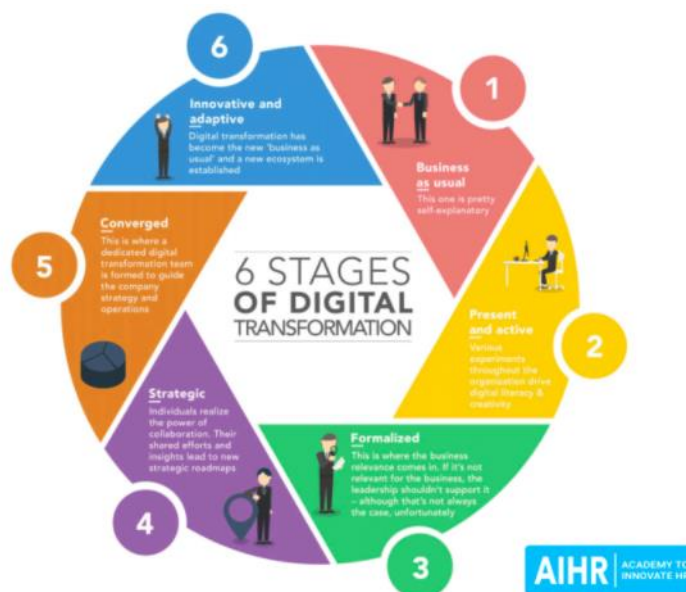 6 STAGES
OF DIGITAL
TRANSFORMATION
1
Business
as usual
This one is pretty
self-explanatory
2
Present
and active
Various
experiments
throughout the
organisation drive
digital literacy &
creativity
3
Formalized
This is where the business
relevance comes in. If it's not
relevant for the business, the
leadership shouldn't support it
– although that's not always
the case, unfortunately
4
Strategic
Individuals realize
the power of
collaboration. Their
shared efforts and
insights lead to new
strategic roadmaps
5
Converged
This is where a
dedicated digital
transformation team
is formed to guide
the company
strategy and
operations
6
Innovative and
adaptive
Digital transformation has
become the new 'business as
usual' and a new ecosystem is
established
AIHR
ACADEMY TO
INNOVATE HR